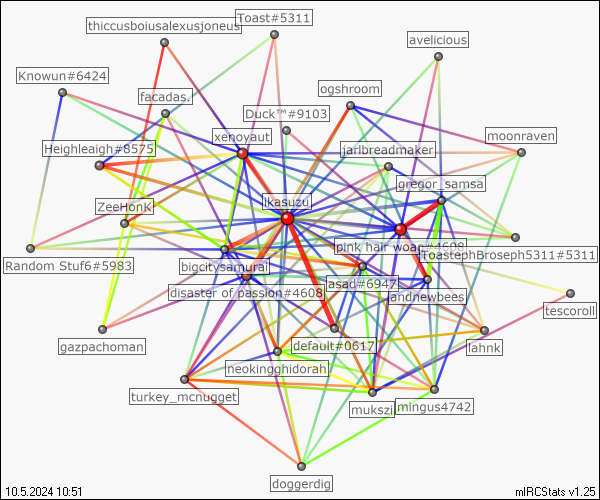 Toast#5311
thiccusboiusalexusjoneus
avelicious
Knowun#6424
ogshroom
facadas.
Duck™#9103
xenoyaut
moonraven
Heighleaigh#8575
jarlbreadmaker
gregor_samsa
ikasuzu
ZeeHonk
pink hair woac#4609
ToastephBroseph5311#5311
Random Stuf6#5983
bigcitysamurai
asad#6947
disaster of passion#4608
andnewbees
tescoroll
gazpachoman
default#0617
lahnk
neokingghidorah
turkey_mcnugget
mukszi
mingus4742
doggerdig
10.5.2024 10:51
mIRCStats v1.25